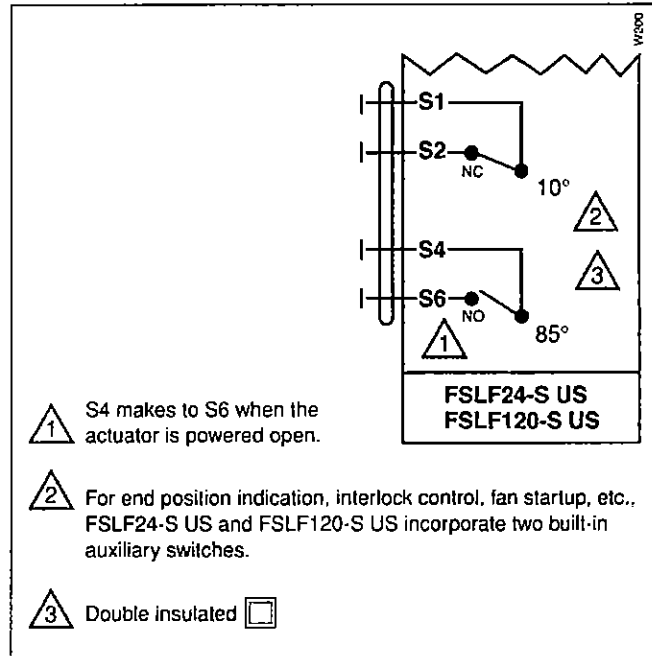 W300
S1
S2
NC
10°
2
S4
3
S6
NO
85°
1
FSLF24-S US
FSLF120-S US
1 S4 makes to S6 when the
actuator is powered open.
2 For end position indication, interlock control, fan startup, etc.,
FSLF24-S US and FSLF120-S US incorporate two built-in
auxiliary switches.
3 Double insulated